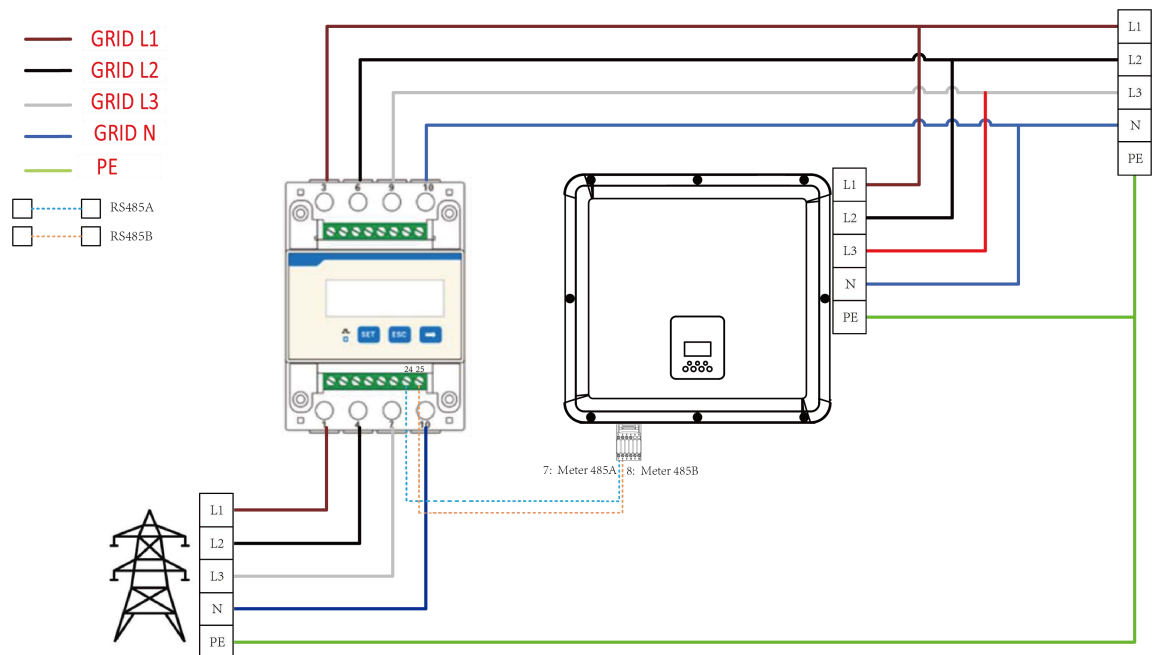 GRID L1
GRID L2
GRID L3
GRID N
PE
RS485A
RS485B
L1
L2
L3
N
PE
3 6 9 10
SET ESC
24 25
1 4 7 10
L1
L2
L3
N
PE
7: Meter 485A 8: Meter 485B
L1
L2
L3
N
PE